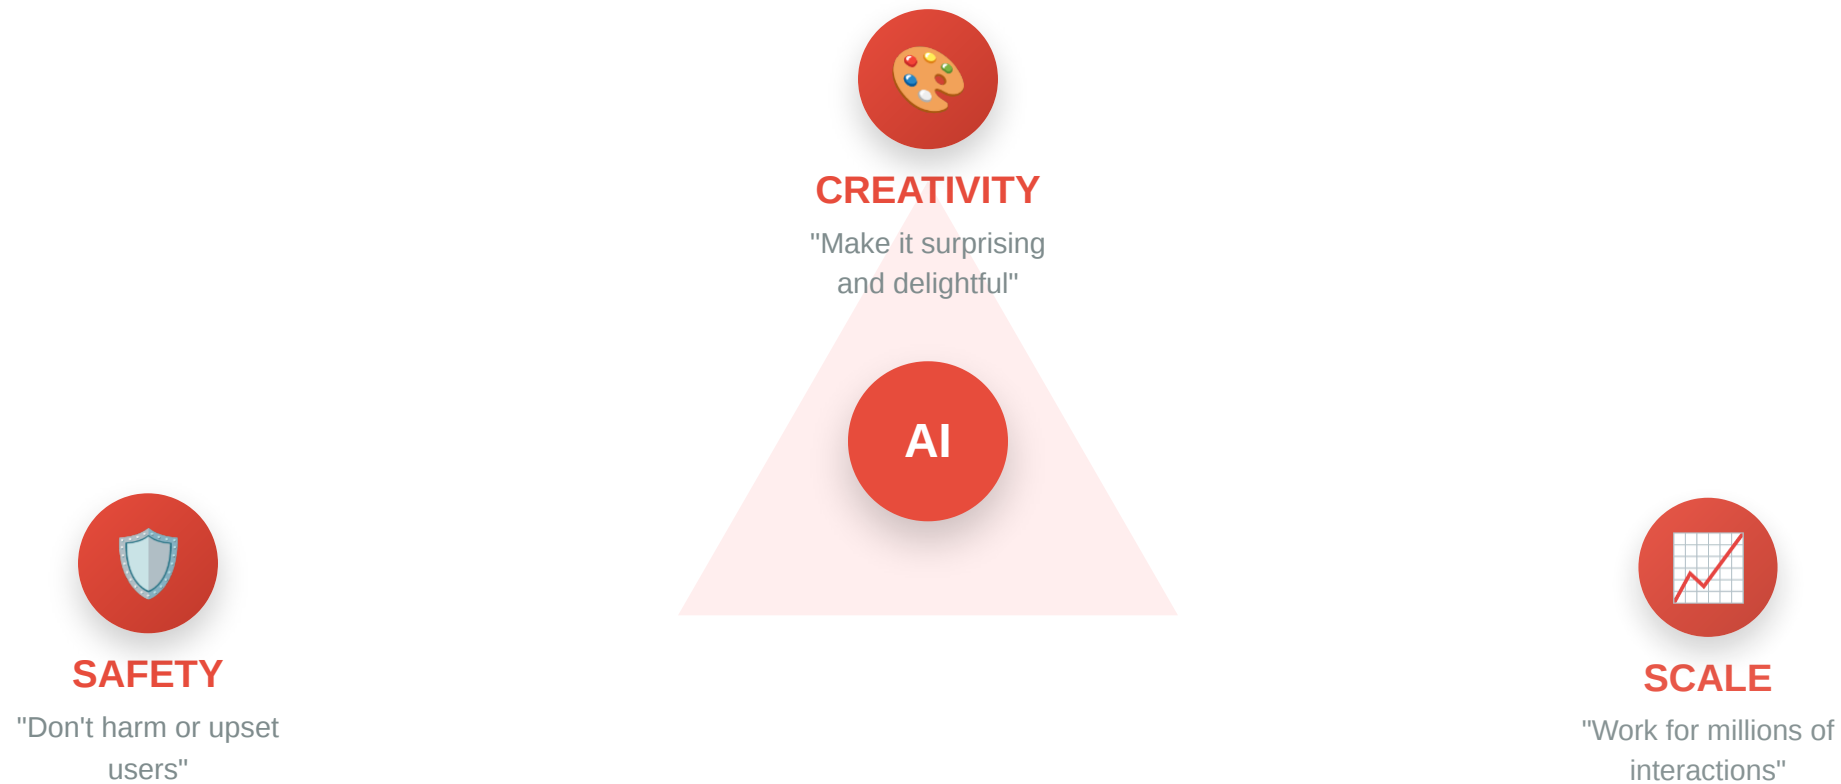 CREATIVITY
"Make it surprising
and delightful"
AI
SAFETY
"Don't harm or upset
users"
SCALE
"Work for millions of
interactions"